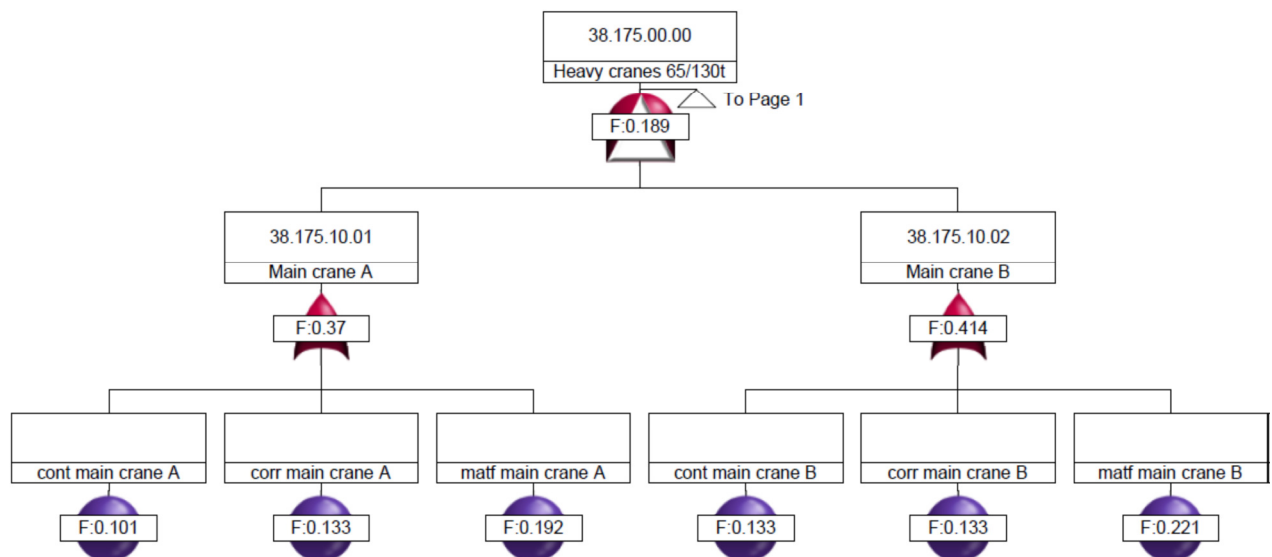 38.175.00.00
Heavy cranes 65/130t
To Page 1
F:0.189
38.175.10.01
Main crane A
38.175.10.02
Main crane B
F:0.37
F:0.414
cont main crane A
corr main crane A
matf main crane A
cont main crane B
corr main crane B
matf main crane B
F:0.101
F:0.133
F:0.192
F:0.133
F:0.133
F:0.221